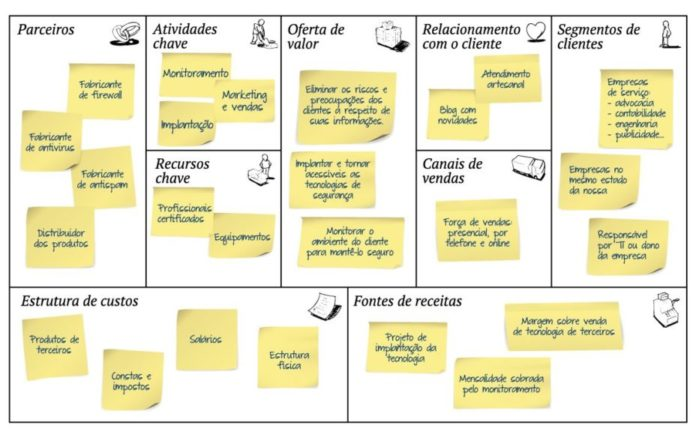 Parceiros
Fabricante
de firewall
Fabricante
de antivirus
Fabricante
de antispam
Distribuidor
dos produtos
Atividades
chave
Monitoramento
Marketing
e vendas
Implantação
Recursos
chave
Profissionais
certificados
Equipamentos
Oferta de
valor
Eliminar os riscos e
preocupações dos
clientes à respeito de
suas informações.
Implantar e tornar
acessíveis as
tecnologias de
segurança
Monitorar o
ambiente do cliente
para mantê-lo seguro
Relacionamento
com o cliente
Atendimento
artesanal
Blog com
novidades
Canais de
vendas
Força de vendas:
presencial, por
telefone e online
Segmentos de
clientes
Empresas
de serviço:
- advocacia
- contabilidade
- engenharia
- publicidade...
Empresas no
mesmo estado
da nossa
Responsável
por TI ou dono
da empresa
Estrutura de custos
Produtos de
terceiros
Constas e
impostos
Salários
Estrutura
física
Fontes de receitas
Projeto de
implantação da
tecnologia
Margem sobre venda
de tecnologia de terceiros
Mensalidade sobrada
pelo monitoramento